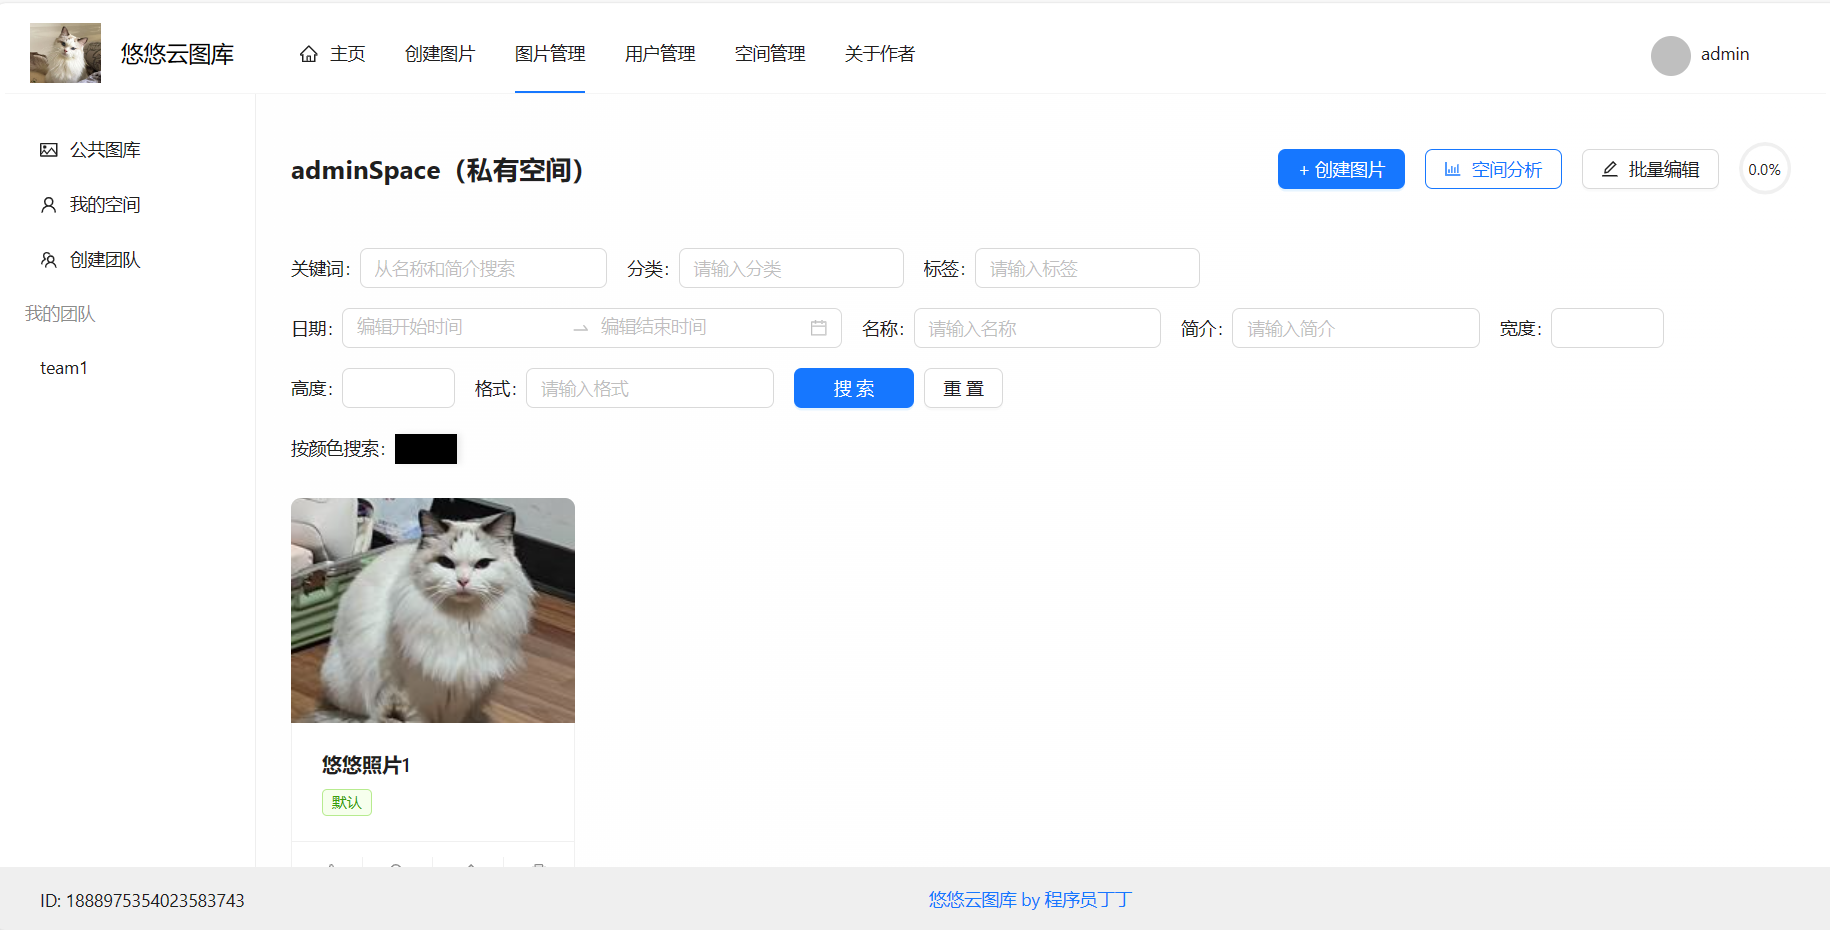 悠悠云图库 主页 创建图片 图片管理 用户管理 空间管理 关于作者 admin
公共图库
我的空间
创建团队
我的团队
team1
adminSpace（私有空间） + 创建图片 空间分析 批量编辑 0.0%
关键词: 从名称和简介搜索 分类: 请输入分类 标签: 请输入标签
日期: 编辑开始时间 编辑结束时间 名称: 请输入名称 简介: 请输入简介 宽度:
高度: 格式: 请输入格式 搜 索 重 置
按颜色搜索:
悠悠照片1
默认
ID: 1888975354023583743 悠悠云图库 by 程序员丁丁